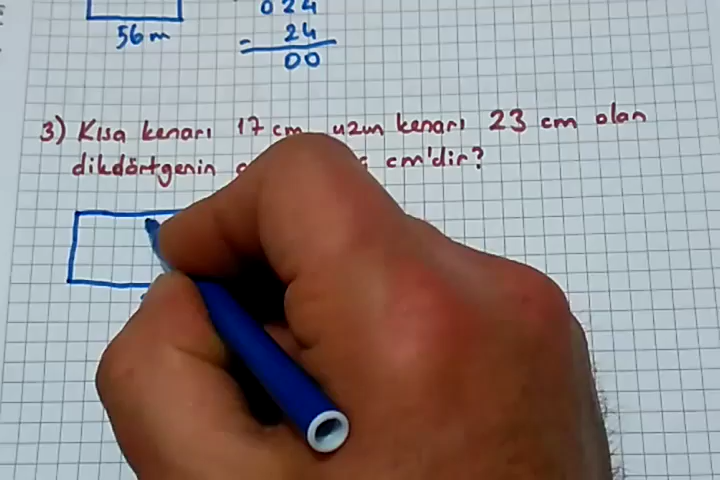 024
56 m
- 24
00
3) Kısa kenarı 17 cm, uzun kenarı 23 cm olan
dikdörtgenin cm'dir?